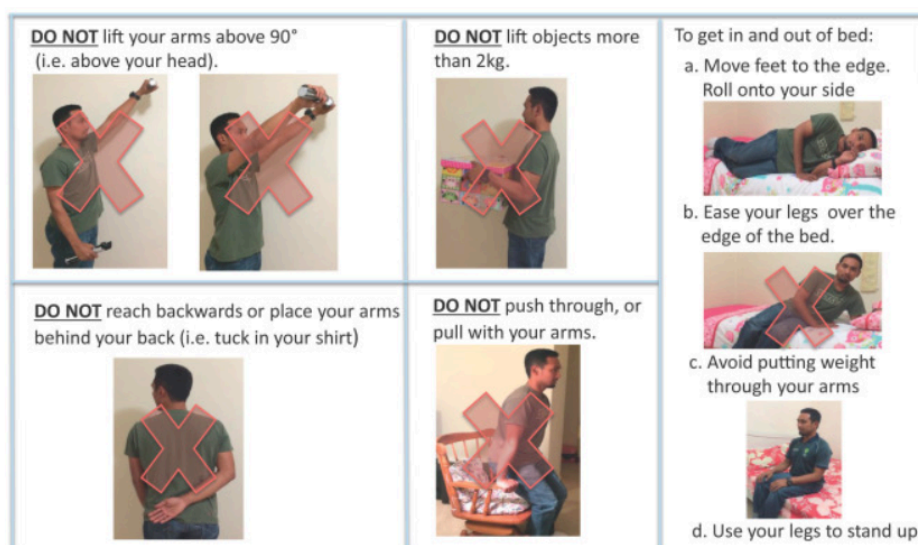 DO NOT lift your arms above 90°
(i.e. above your head).
DO NOT lift objects more
than 2kg.
DO NOT reach backwards or place your arms
behind your back (i.e. tuck in your shirt)
DO NOT push through, or
pull with your arms.
To get in and out of bed:
a. Move feet to the edge.
Roll onto your side
b. Ease your legs over the
edge of the bed.
c. Avoid putting weight
through your arms
d. Use your legs to stand up